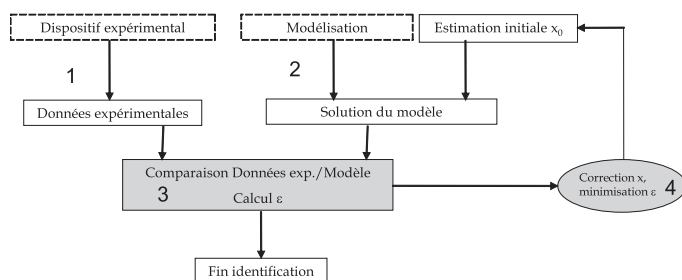 Dispositif expérimental
Modélisation
Estimation initiale x₀
1
2
Données expérimentales
Solution du modèle
Comparaison Données exp./Modèle
3
Calcul ε
Correction x,
minimisation ε
4
Fin identification